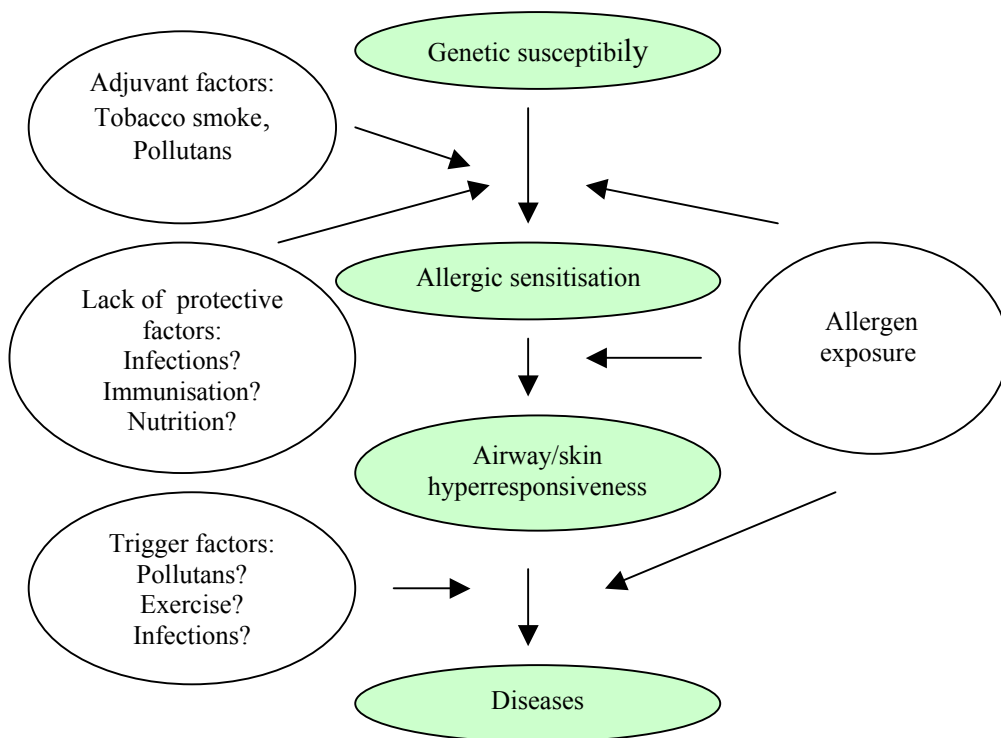 Genetic susceptibily
Adjuvant factors:
Tobacco smoke,
Pollutans
Allergic sensitisation
Lack of protective
factors:
Infections?
Immunisation?
Nutrition?
Allergen
exposure
Airway/skin
hyperresponsiveness
Trigger factors:
Pollutans?
Exercise?
Infections?
Diseases